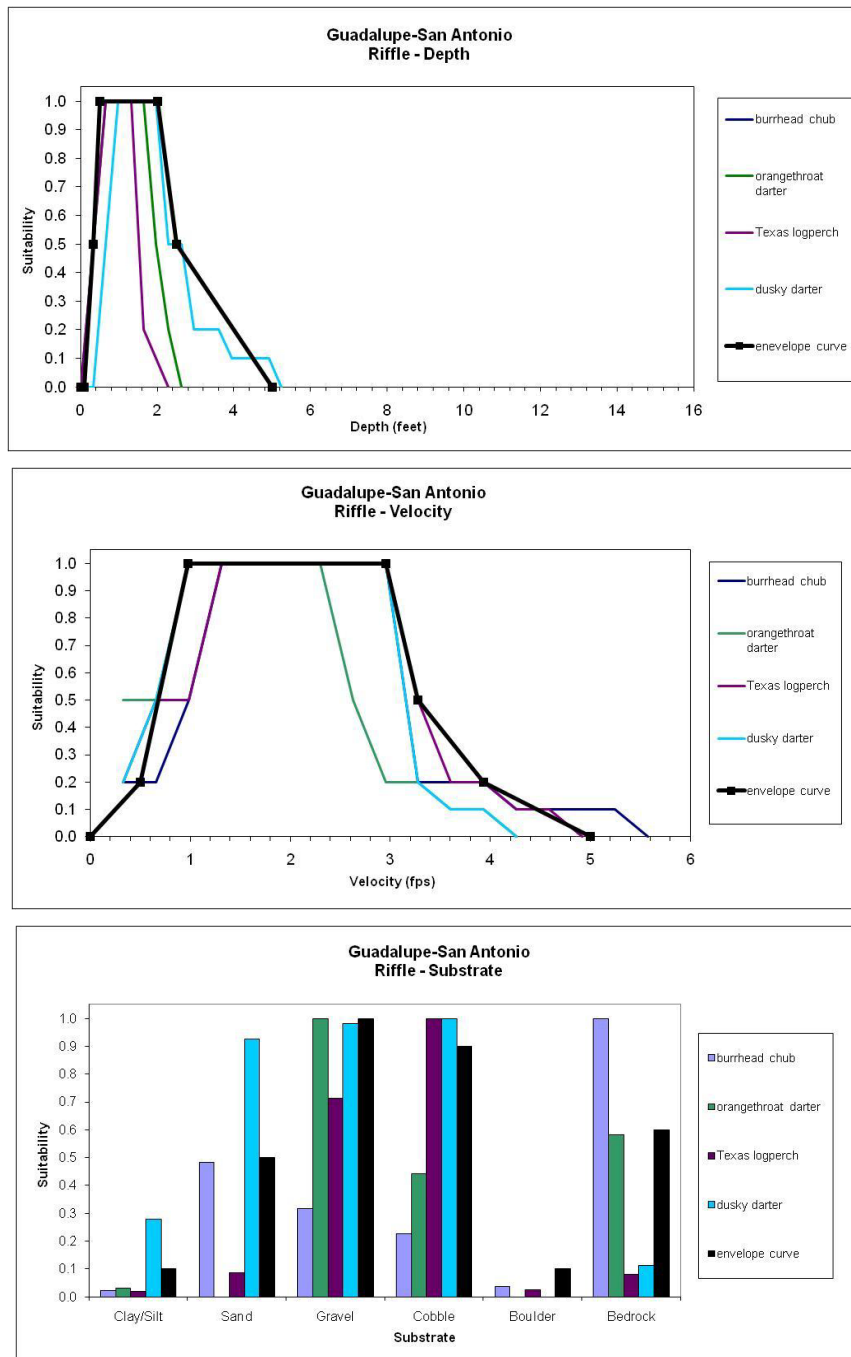 Guadalupe-San Antonio
Riffle - Depth
1.0
0.9
0.8
0.7
0.6
0.5
0.4
0.3
0.2
0.1
0.0
Suitability
0 2 4 6 8 10 12 14 16
Depth (feet)
burrhead chub
orangethroat
darter
Texas logperch
dusky darter
enevelope curve
Guadalupe-San Antonio
Riffle - Velocity
1.0
0.9
0.8
0.7
0.6
0.5
0.4
0.3
0.2
0.1
0.0
Suitability
0 1 2 3 4 5 6
Velocity (fps)
burrhead chub
orangethroat
darter
Texas logperch
dusky darter
envelope curve
Guadalupe-San Antonio
Riffle - Substrate
1.0
0.9
0.8
0.7
0.6
0.5
0.4
0.3
0.2
0.1
0.0
Suitability
Clay/Silt Sand Gravel Cobble Boulder Bedrock
Substrate
burrhead chub
orangethroat darter
Texas logperch
dusky darter
envelope curve